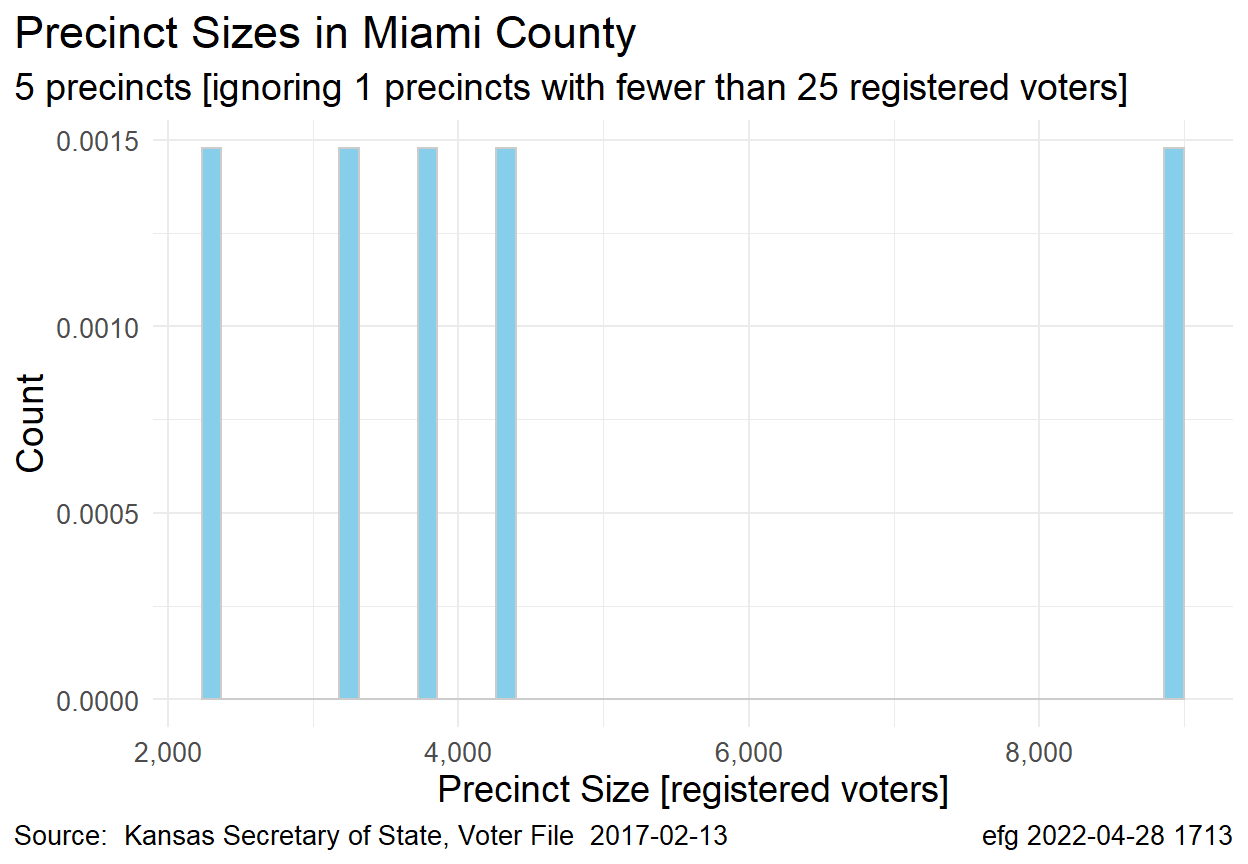 Precinct Sizes in Miami County
5 precincts [ignoring 1 precincts with fewer than 25 registered voters]
0.0015
0.0010
0.0005
0.0000
Count
2,000 4,000 6,000 8,000
Precinct Size [registered voters]
Source:  Kansas Secretary of State, Voter File  2017-02-13
efg 2022-04-28 1713